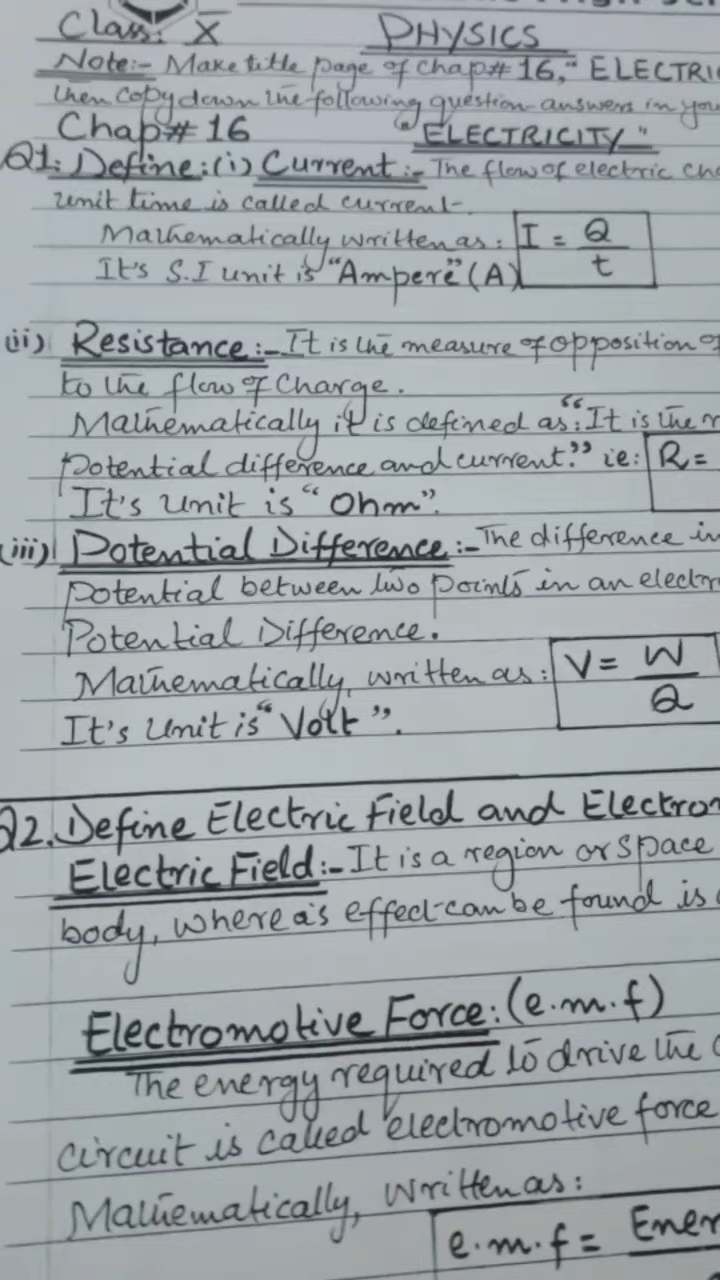 Class: X PHYSICS
Note:- Make title page of chap# 16, "ELECTRIC
then copy down the following question-answers in you
Chap# 16 "ELECTRICITY"
Q1: Define: (i) Current:- The flow of electric cha
unit time is called current.
Mathematically written as: I = Q / t
It's S.I unit is "Ampere" (A)
(ii) Resistance:- It is the measure of opposition of
to the flow of Charge.
Mathematically it is defined as: "It is the r
Potential difference and current." ie: R =
It's unit is "Ohm".
(iii) Potential Difference:- The difference in
Potential between two points in an electr
Potential Difference.
Mathematically, written as: V = W / Q
It's Unit is "Volt".
Q2. Define Electric Field and Electron
Electric Field:- It is a region or space
body, where as effect can be found is
Electromotive Force: (e.m.f)
The energy required to drive the c
circuit is called electromotive force
Mathematically, written as:
e.m.f = Ener